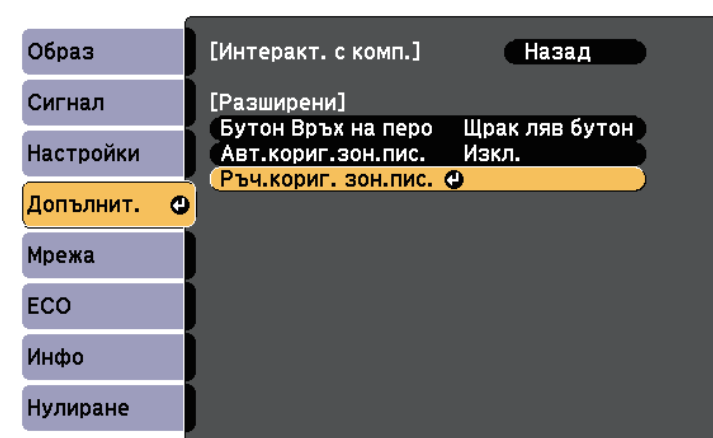 Образ
Сигнал
Настройки
Допълнит.
Мрежа
ECO
Инфо
Нулиране
[Интеракт. с комп.] Назад
[Разширени]
Бутон Връх на перо Щрак ляв бутон
Авт.кориг.зон.пис. Изкл.
Ръч.кориг. зон.пис.